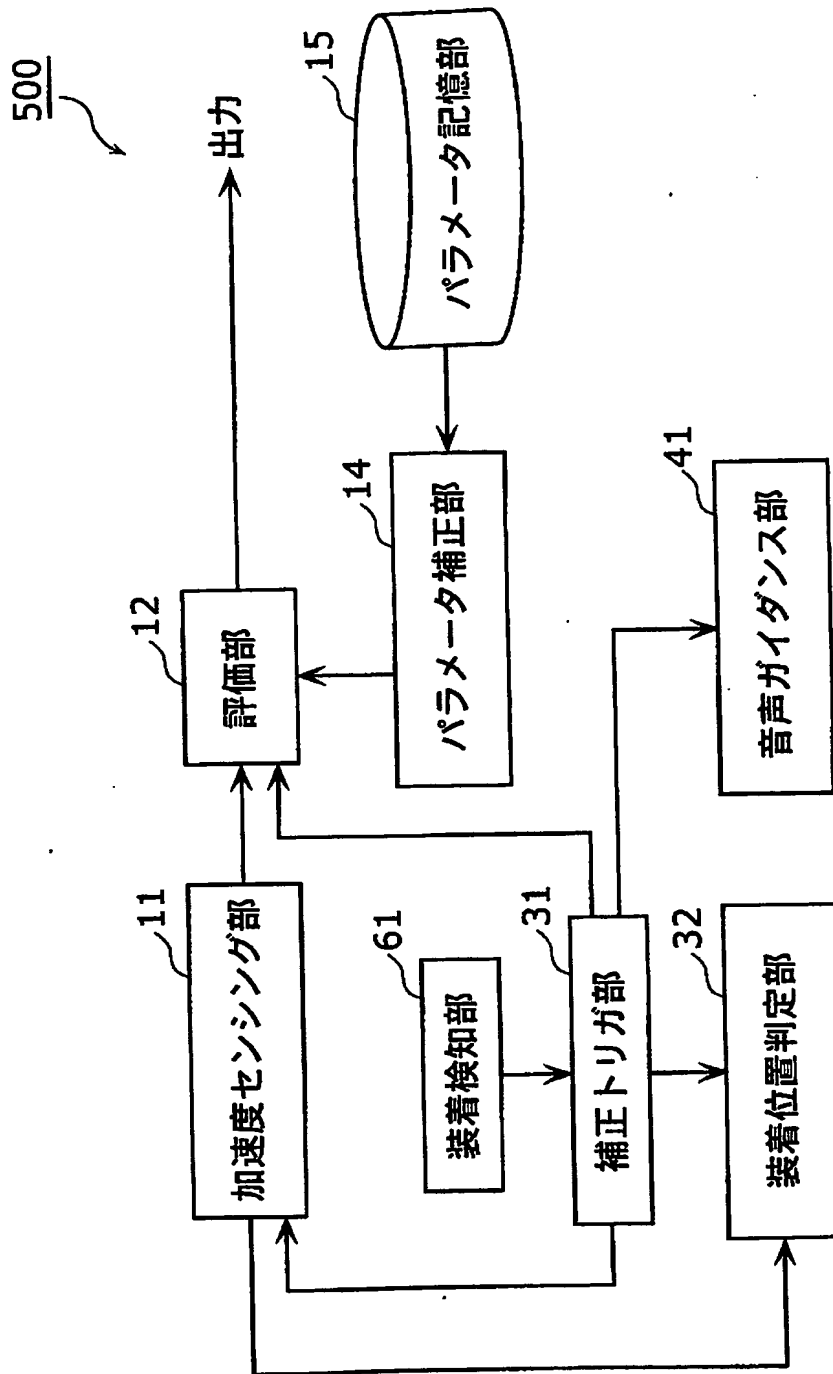 500
11
加速度センシング部
12
評価部
出力
61
装着検知部
14
パラメータ補正部
15
パラメータ記憶部
31
補正トリガ部
32
装着位置判定部
41
音声ガイダンス部